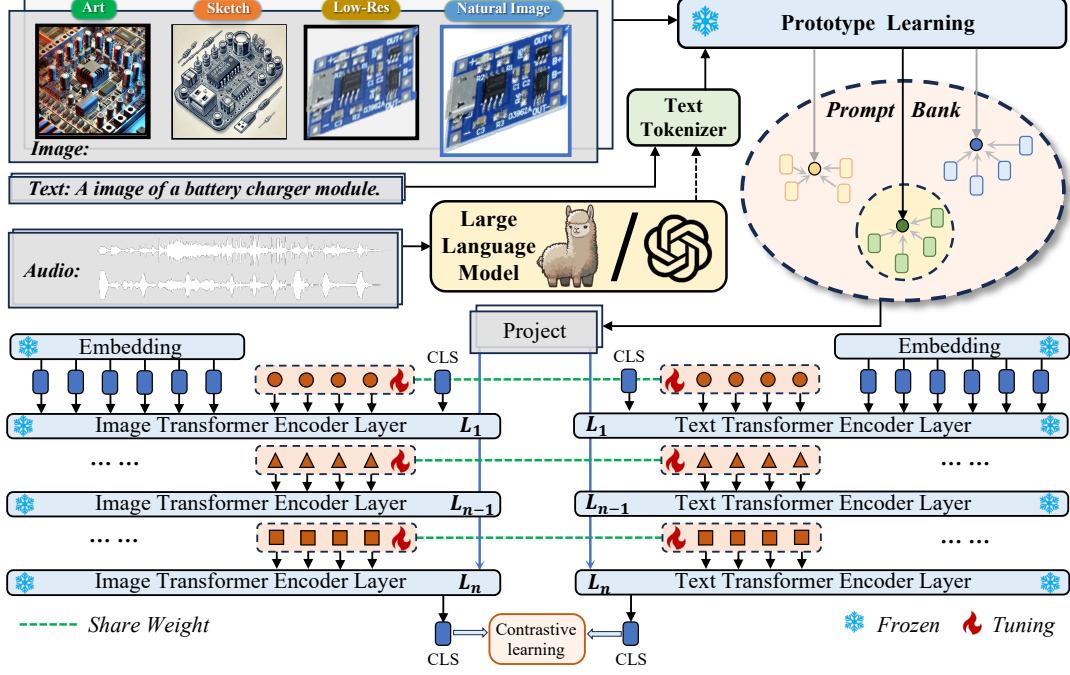 Art
Sketch
Low-Res
Natural Image
Image:
Prototype Learning
Text
Tokenizer
Prompt Bank
Text: A image of a battery charger module.
Large
Language
Model
Audio:
Project
Embedding
CLS
CLS
Embedding
Image Transformer Encoder Layer L₁
L₁ Text Transformer Encoder Layer
... ...
... ...
Image Transformer Encoder Layer Lₙ₋₁
Lₙ₋₁ Text Transformer Encoder Layer
... ...
... ...
Image Transformer Encoder Layer Lₙ
Lₙ Text Transformer Encoder Layer
Share Weight
CLS
Contrastive
learning
CLS
Frozen
Tuning